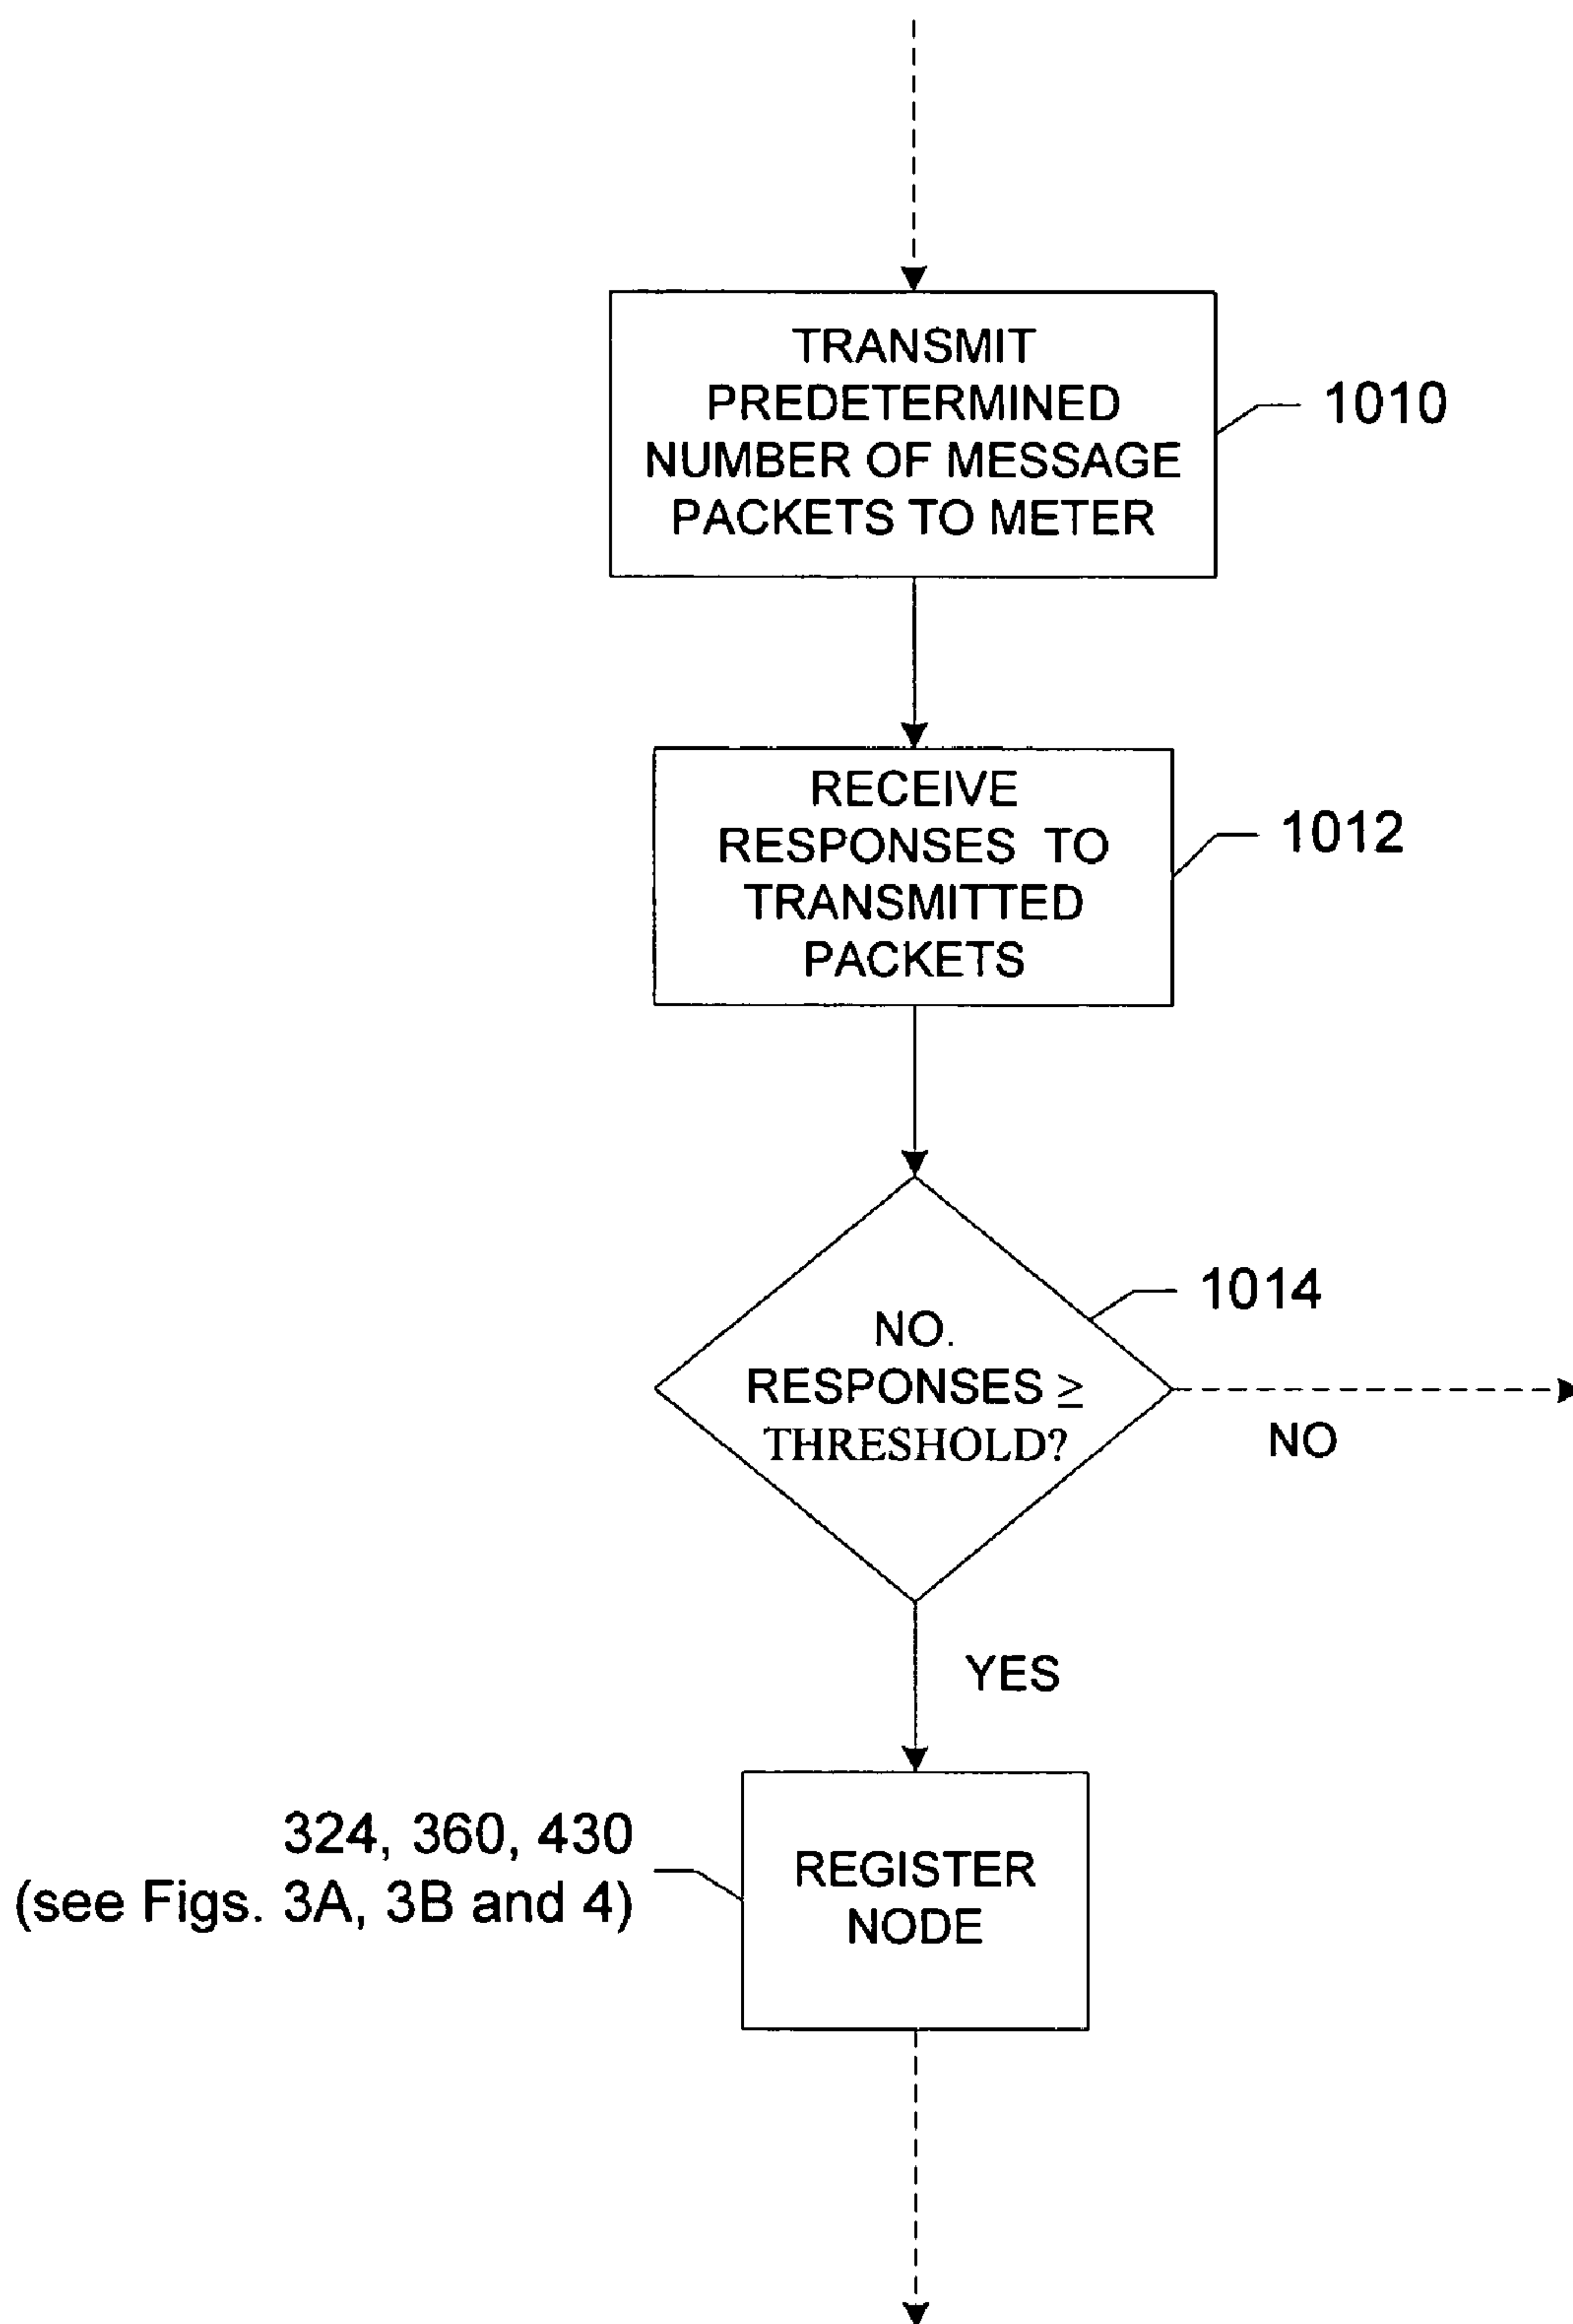 TRANSMIT
PREDETERMINED
NUMBER OF MESSAGE
PACKETS TO METER
1010
RECEIVE
RESPONSES TO
TRANSMITTED
PACKETS
1012
NO.
RESPONSES ≥
THRESHOLD?
1014
NO
YES
324, 360, 430
(see Figs. 3A, 3B and 4)
REGISTER
NODE